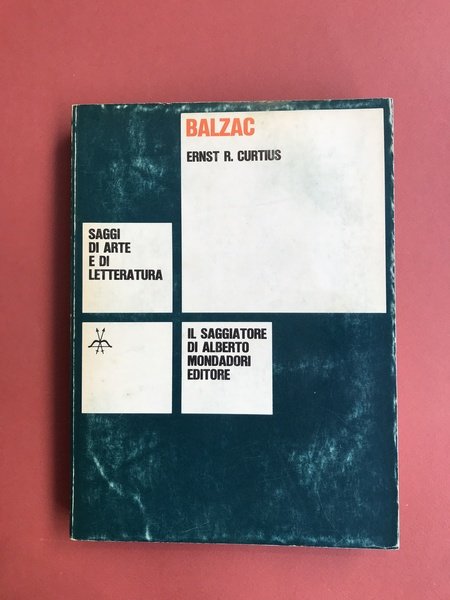 BALZAC
ERNST R. CURTIUS
SAGGI
DI ARTE
E DI
LETTERATURA
IL SAGGIATORE
DI ALBERTO
MONDADORI
EDITORE